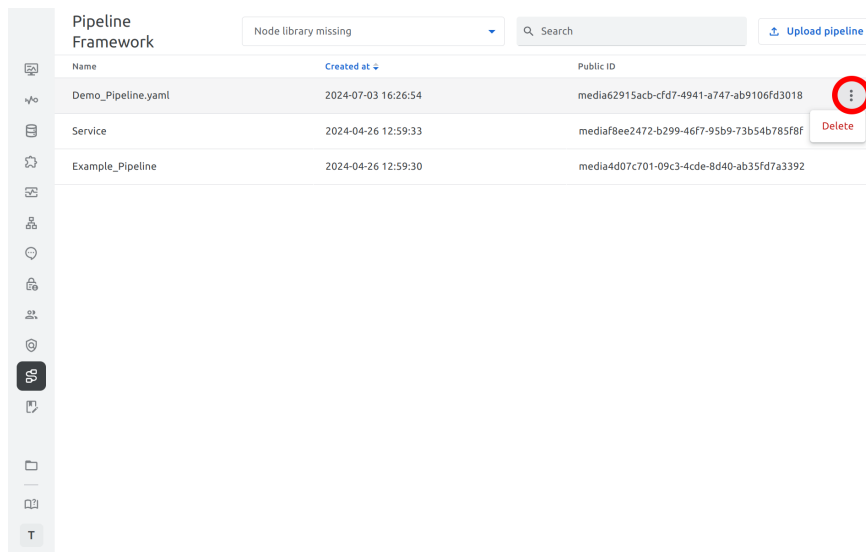 Pipeline
Framework
Node library missing
Search
Upload pipeline
Name Created at Public ID
Demo_Pipeline.yaml 2024-07-03 16:26:54 media62915acb-cfd7-4941-a747-ab9106fd3018
Service 2024-04-26 12:59:33 mediaf8ee2472-b299-46f7-95b9-73b54b785f8f
Delete
Example_Pipeline 2024-04-26 12:59:30 media4d07c701-09c3-4cde-8d40-ab35fd7a3392
T